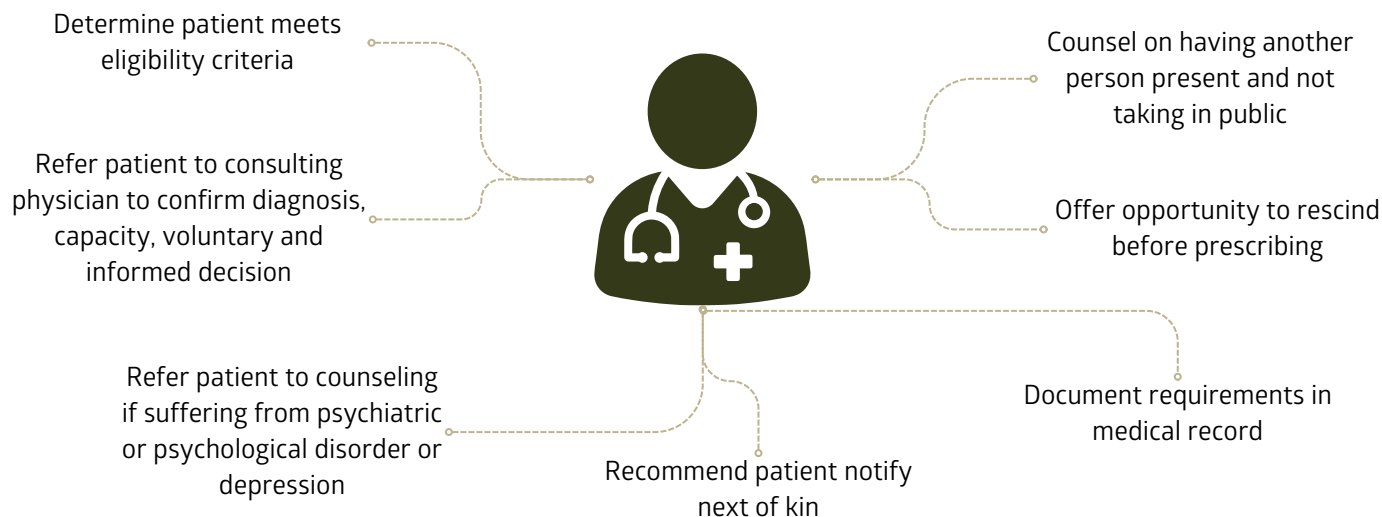 Determine patient meets
eligibility criteria
Refer patient to consulting
physician to confirm diagnosis,
capacity, voluntary and
informed decision
Refer patient to counseling
if suffering from psychiatric
or psychological disorder or
depression
Recommend patient notify
next of kin
Counsel on having another
person present and not
taking in public
Offer opportunity to rescind
before prescribing
Document requirements in
medical record